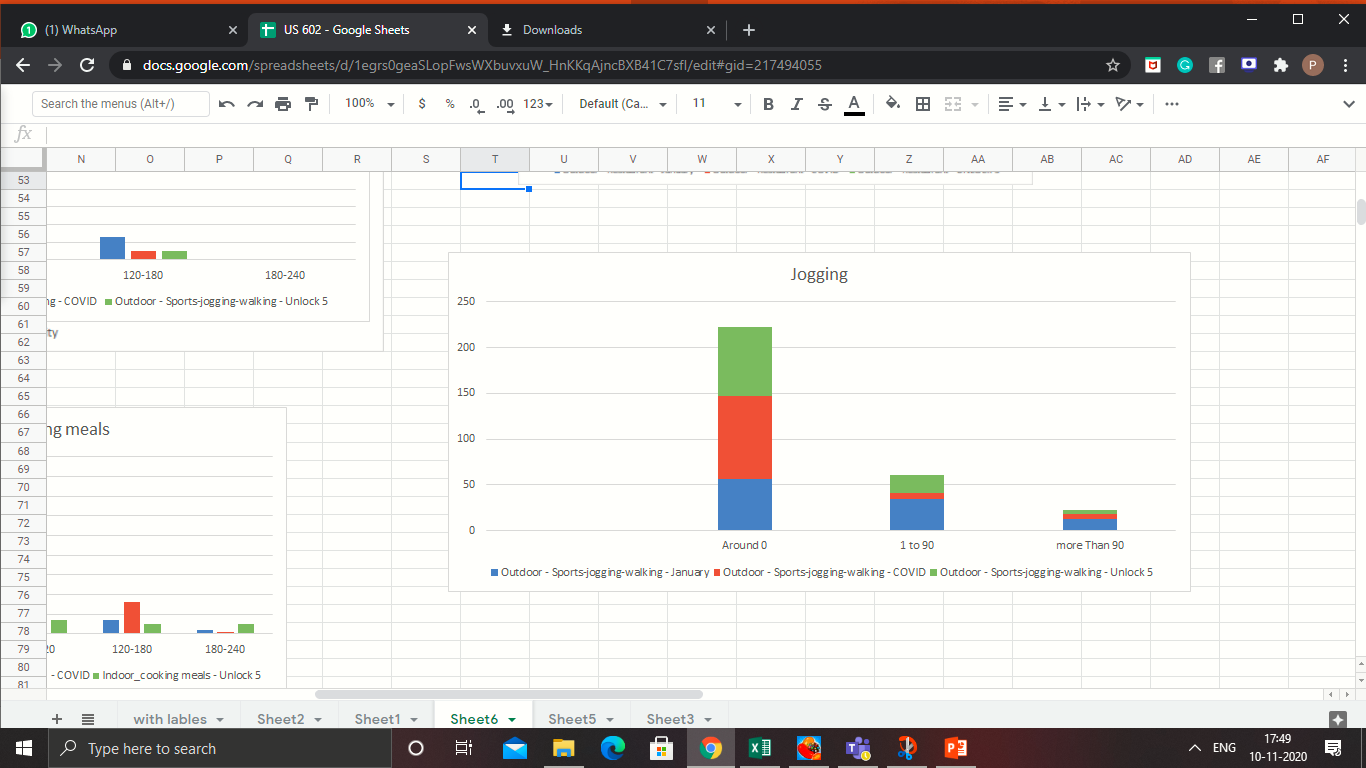 (1) WhatsApp
US 602 - Google Sheets
Downloads
docs.google.com/spreadsheets/d/1egrs0geaSLopFwsWXbuvxuW_HnKKqAjncBXB41C7sfI/edit#gid=217494055
P
Search the menus (Alt+/)
100%
$ % .0 .00 123
Default (Ca...
11
B I S A
fx
N O P Q R S T U V W X Y Z AA AB AC AD AE AF
53
54
55
56
57
58
59
60
61
62
63
64
65
66
67
68
69
70
71
72
73
74
75
76
77
78
79
80
81
120-180 180-240
ng - COVID Outdoor - Sports-jogging-walking - Unlock 5
ty
Jogging
250
200
150
100
50
0
Around 0 1 to 90 more Than 90
Outdoor - Sports-jogging-walking - January Outdoor - Sports-jogging-walking - COVID Outdoor - Sports-jogging-walking - Unlock 5
ng meals
20 120-180 180-240
- COVID Indoor_cooking meals - Unlock 5
with lables Sheet2 Sheet1 Sheet6 Sheet5 Sheet3
Type here to search
ENG
17:49
10-11-2020